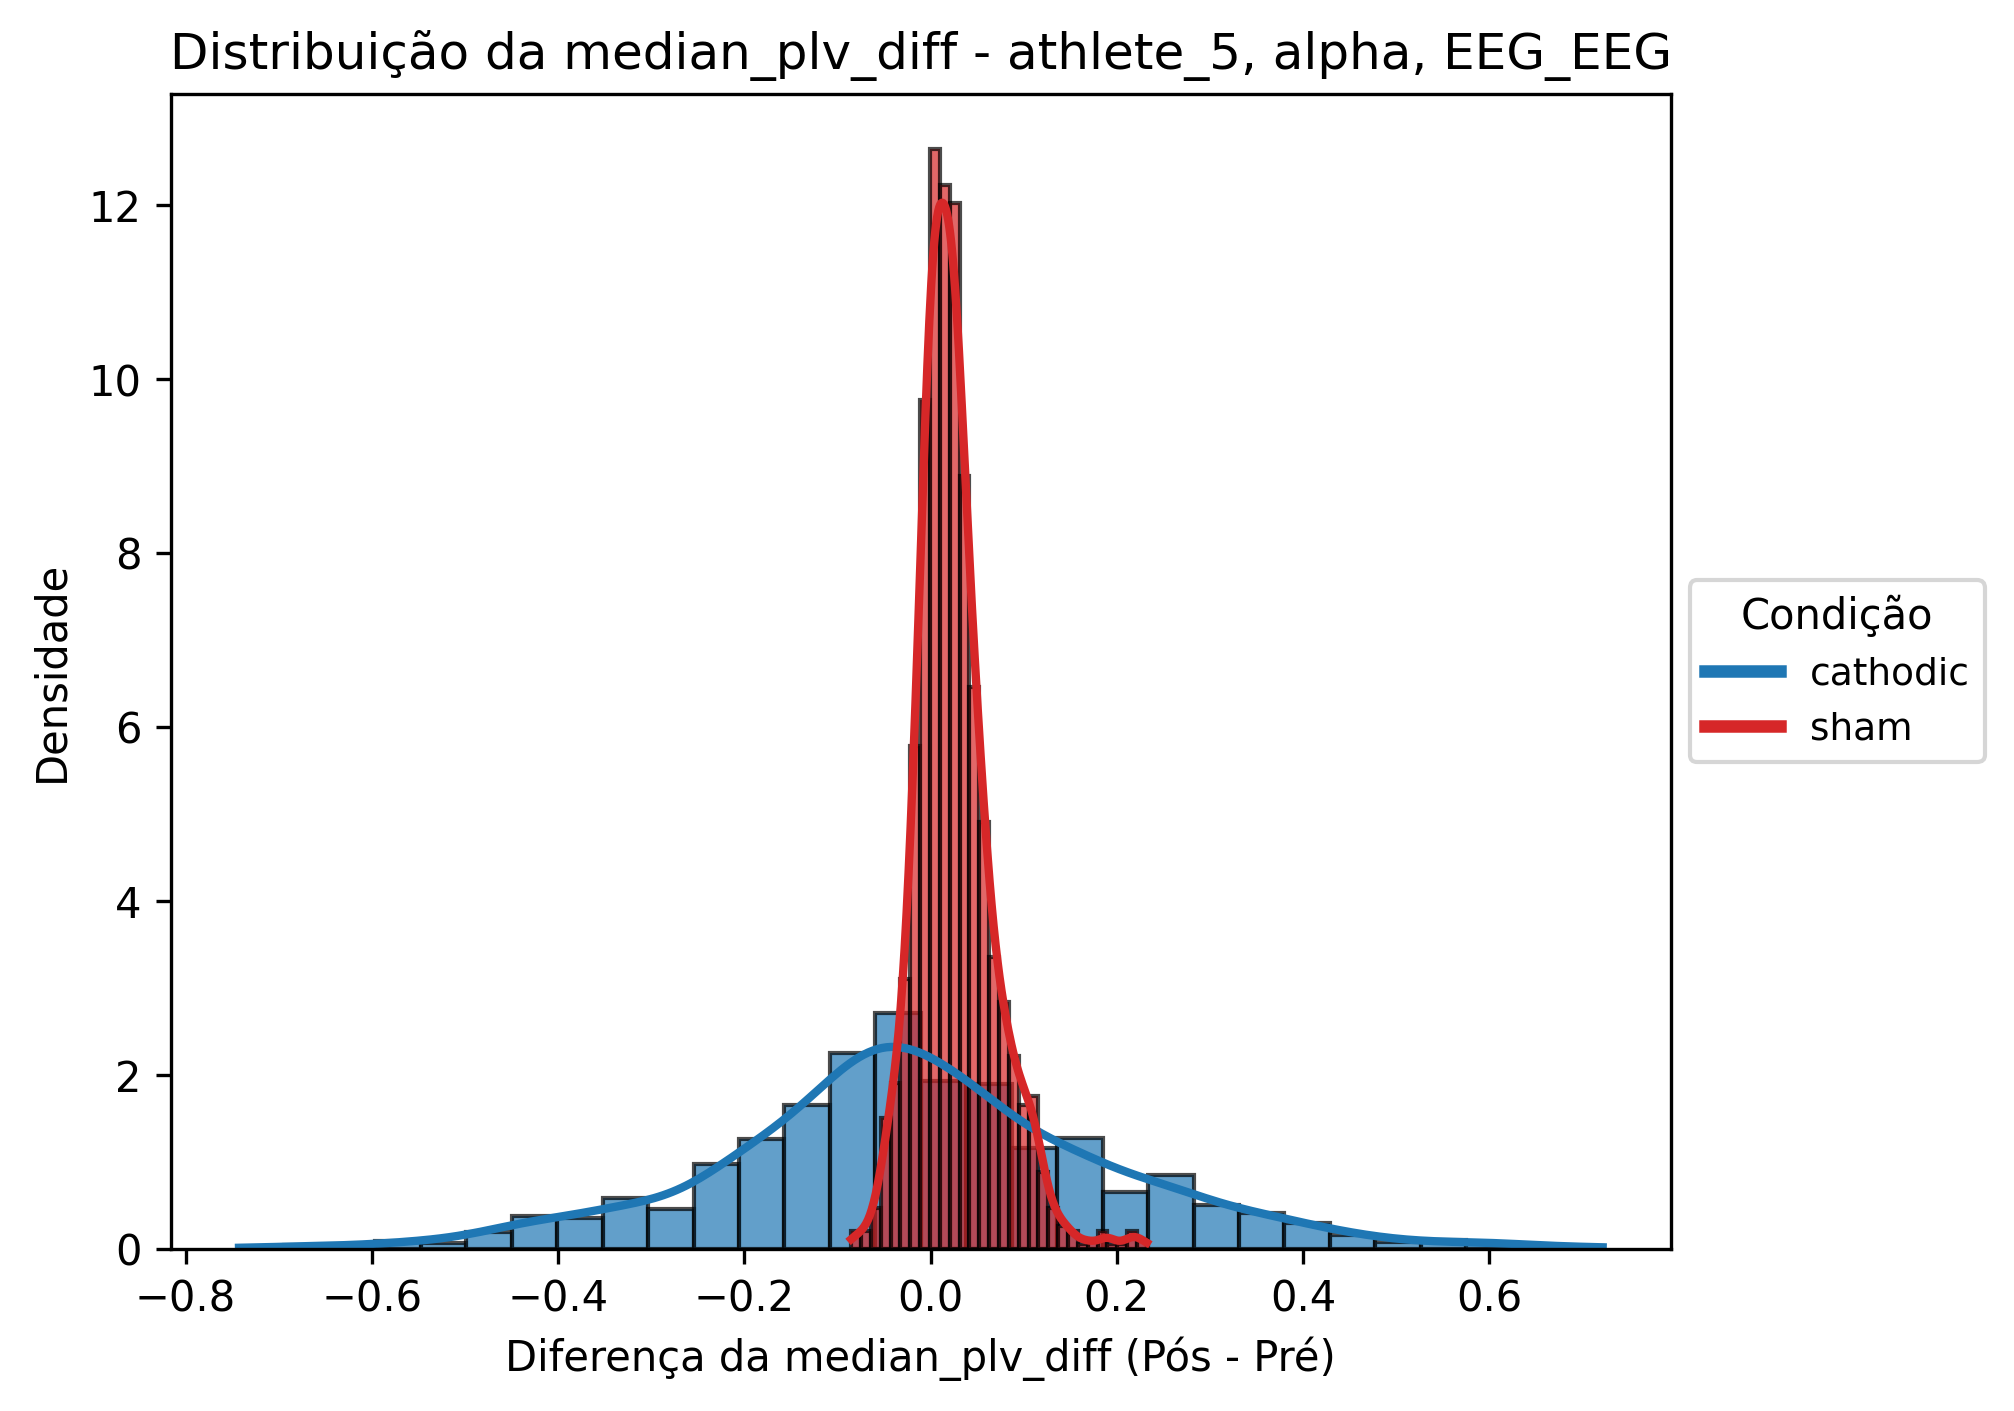 Distribuição da median_plv_diff - athlete_5, alpha, EEG_EEG
Densidade
12
10
8
6
4
2
0
−0.8 −0.6 −0.4 −0.2 0.0 0.2 0.4 0.6
Diferença da median_plv_diff (Pós - Pré)
Condição
cathodic
sham